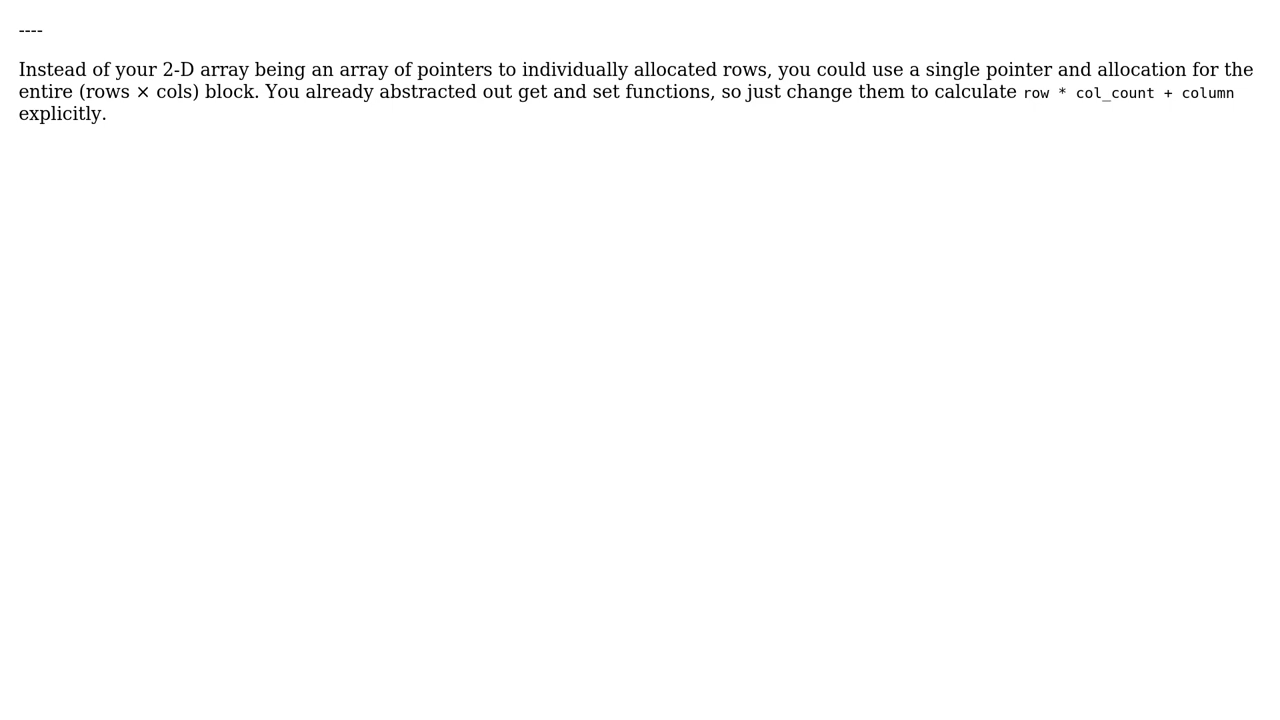 ----
Instead of your 2-D array being an array of pointers to individually allocated rows, you could use a single pointer and allocation for the
entire (rows × cols) block. You already abstracted out get and set functions, so just change them to calculate row * col_count + column
explicitly.